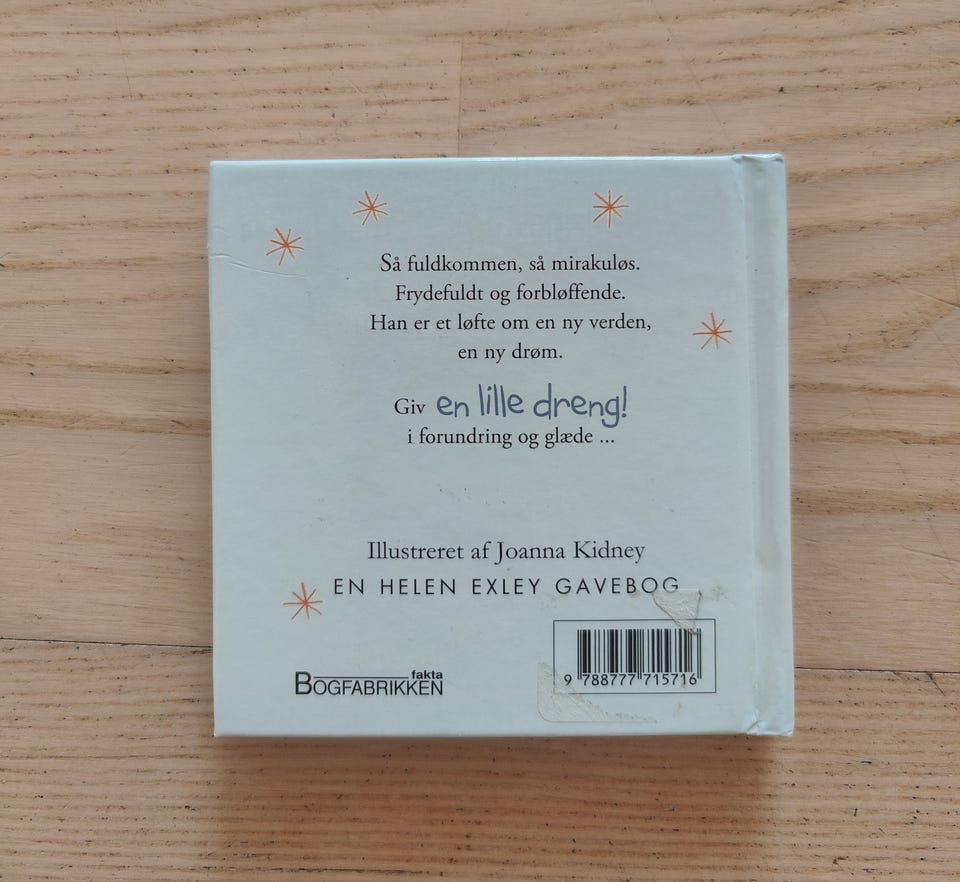 Så fuldkommen, så mirakuløs.
Frydefuldt og forbløffende.
Han er et løfte om en ny verden,
en ny drøm.
Giv en lille dreng!
i forundring og glæde ...
Illustreret af Joanna Kidney
EN HELEN EXLEY GAVEBOG
fakta
BOGFABRIKKEN
9 788777 715716